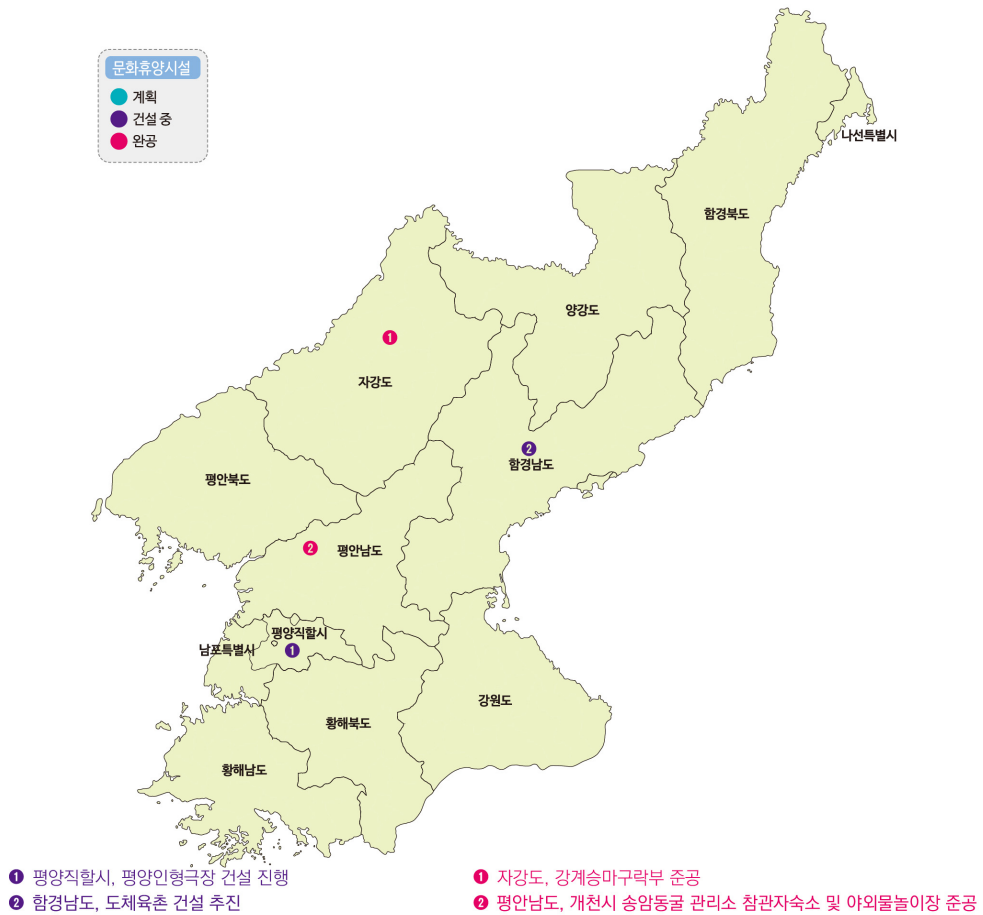 문화휴양시설
계획
건설 중
완공
나선특별시
함경북도
양강도
❶
자강도
❷
함경남도
평안북도
❷ 평안남도
평양직할시
남포특별시
❶
강원도
황해북도
황해남도
❶ 평양직할시, 평양인형극장 건설 진행
❷ 함경남도, 도체육촌 건설 추진
❶ 자강도, 강계승마구락부 준공
❷ 평안남도, 개천시 송암동굴 관리소 참관자숙소 및 야외물놀이장 준공